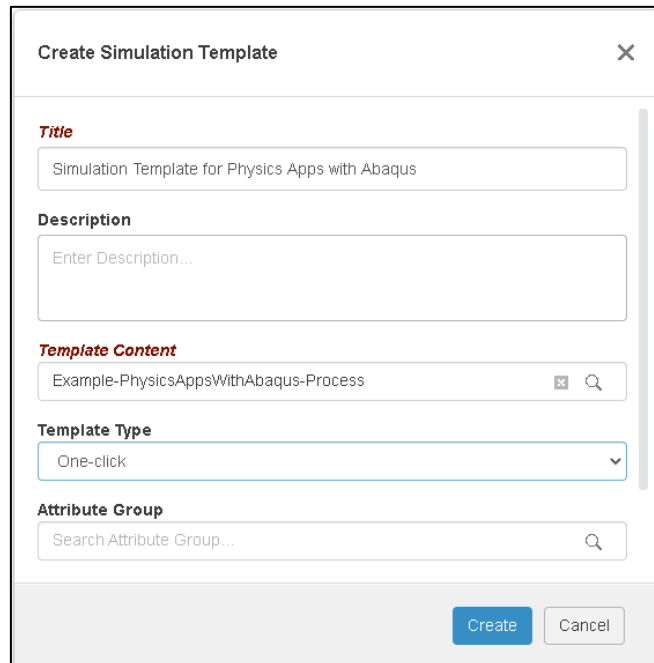 Create Simulation Template
Title
Simulation Template for Physics Apps with Abaqus
Description
Enter Description...
Template Content
Example-PhysicsAppsWithAbaqus-Process
Template Type
One-click
Attribute Group
Search Attribute Group...
Create Cancel